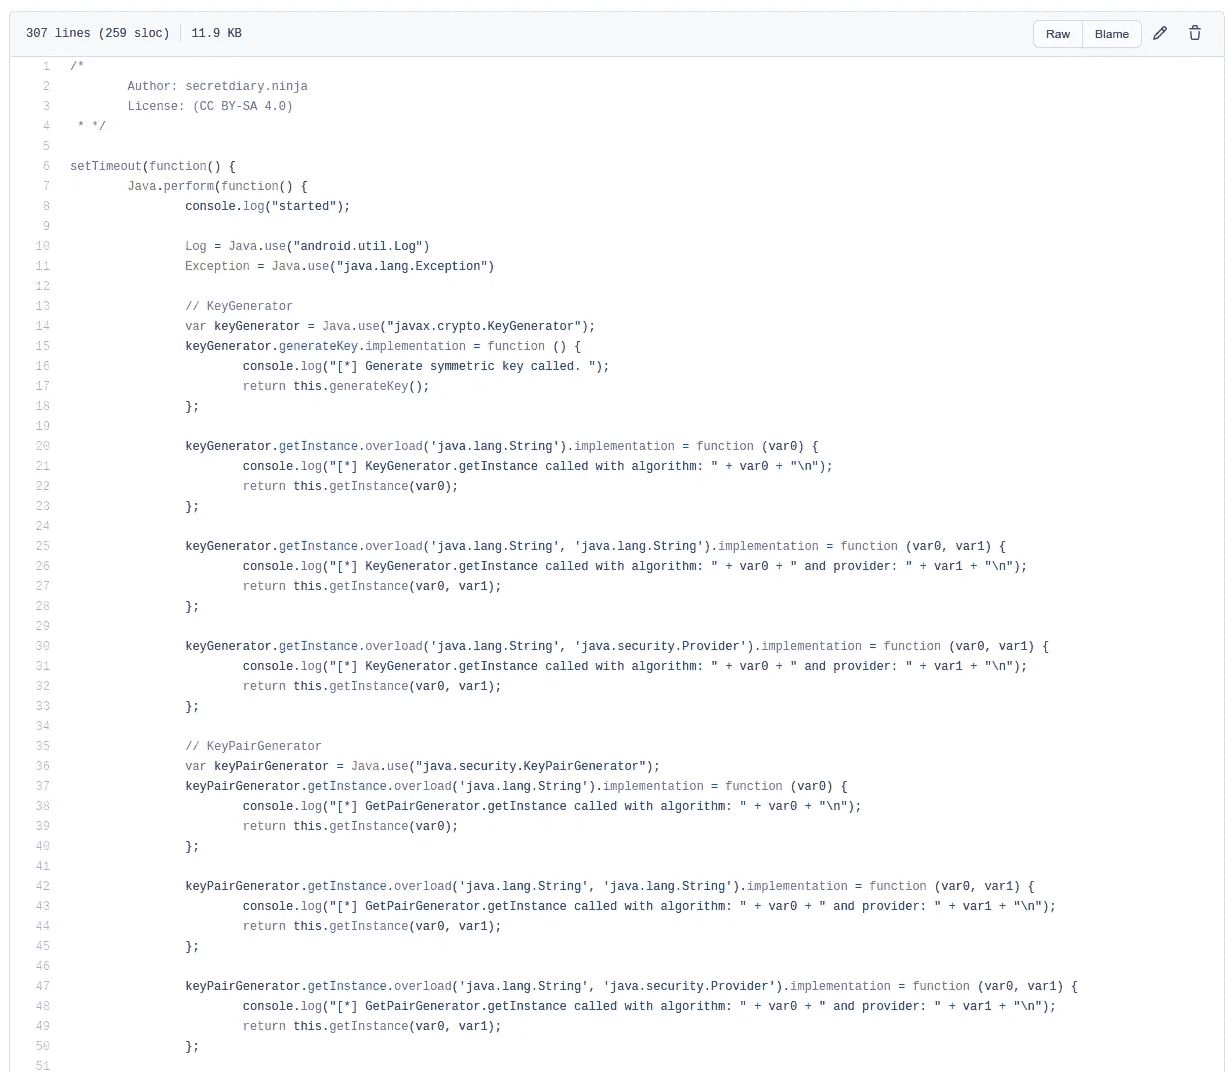 307 lines (259 sloc) 11.9 KB Raw Blame
1 /*
2 Author: secretdiary.ninja
3 License: (CC BY-SA 4.0)
4 * */
5
6 setTimeout(function() {
7 Java.perform(function() {
8 console.log("started");
9
10 Log = Java.use("android.util.Log")
11 Exception = Java.use("java.lang.Exception")
12
13 // KeyGenerator
14 var keyGenerator = Java.use("javax.crypto.KeyGenerator");
15 keyGenerator.generateKey.implementation = function () {
16 console.log("[*] Generate symmetric key called. ");
17 return this.generateKey();
18 };
19
20 keyGenerator.getInstance.overload('java.lang.String').implementation = function (var0) {
21 console.log("[*] KeyGenerator.getInstance called with algorithm: " + var0 + "\n");
22 return this.getInstance(var0);
23 };
24
25 keyGenerator.getInstance.overload('java.lang.String', 'java.lang.String').implementation = function (var0, var1) {
26 console.log("[*] KeyGenerator.getInstance called with algorithm: " + var0 + " and provider: " + var1 + "\n");
27 return this.getInstance(var0, var1);
28 };
29
30 keyGenerator.getInstance.overload('java.lang.String', 'java.security.Provider').implementation = function (var0, var1) {
31 console.log("[*] KeyGenerator.getInstance called with algorithm: " + var0 + " and provider: " + var1 + "\n");
32 return this.getInstance(var0, var1);
33 };
34
35 // KeyPairGenerator
36 var keyPairGenerator = Java.use("java.security.KeyPairGenerator");
37 keyPairGenerator.getInstance.overload('java.lang.String').implementation = function (var0) {
38 console.log("[*] GetPairGenerator.getInstance called with algorithm: " + var0 + "\n");
39 return this.getInstance(var0);
40 };
41
42 keyPairGenerator.getInstance.overload('java.lang.String', 'java.lang.String').implementation = function (var0, var1) {
43 console.log("[*] GetPairGenerator.getInstance called with algorithm: " + var0 + " and provider: " + var1 + "\n");
44 return this.getInstance(var0, var1);
45 };
46
47 keyPairGenerator.getInstance.overload('java.lang.String', 'java.security.Provider').implementation = function (var0, var1) {
48 console.log("[*] GetPairGenerator.getInstance called with algorithm: " + var0 + " and provider: " + var1 + "\n");
49 return this.getInstance(var0, var1);
50 };
51